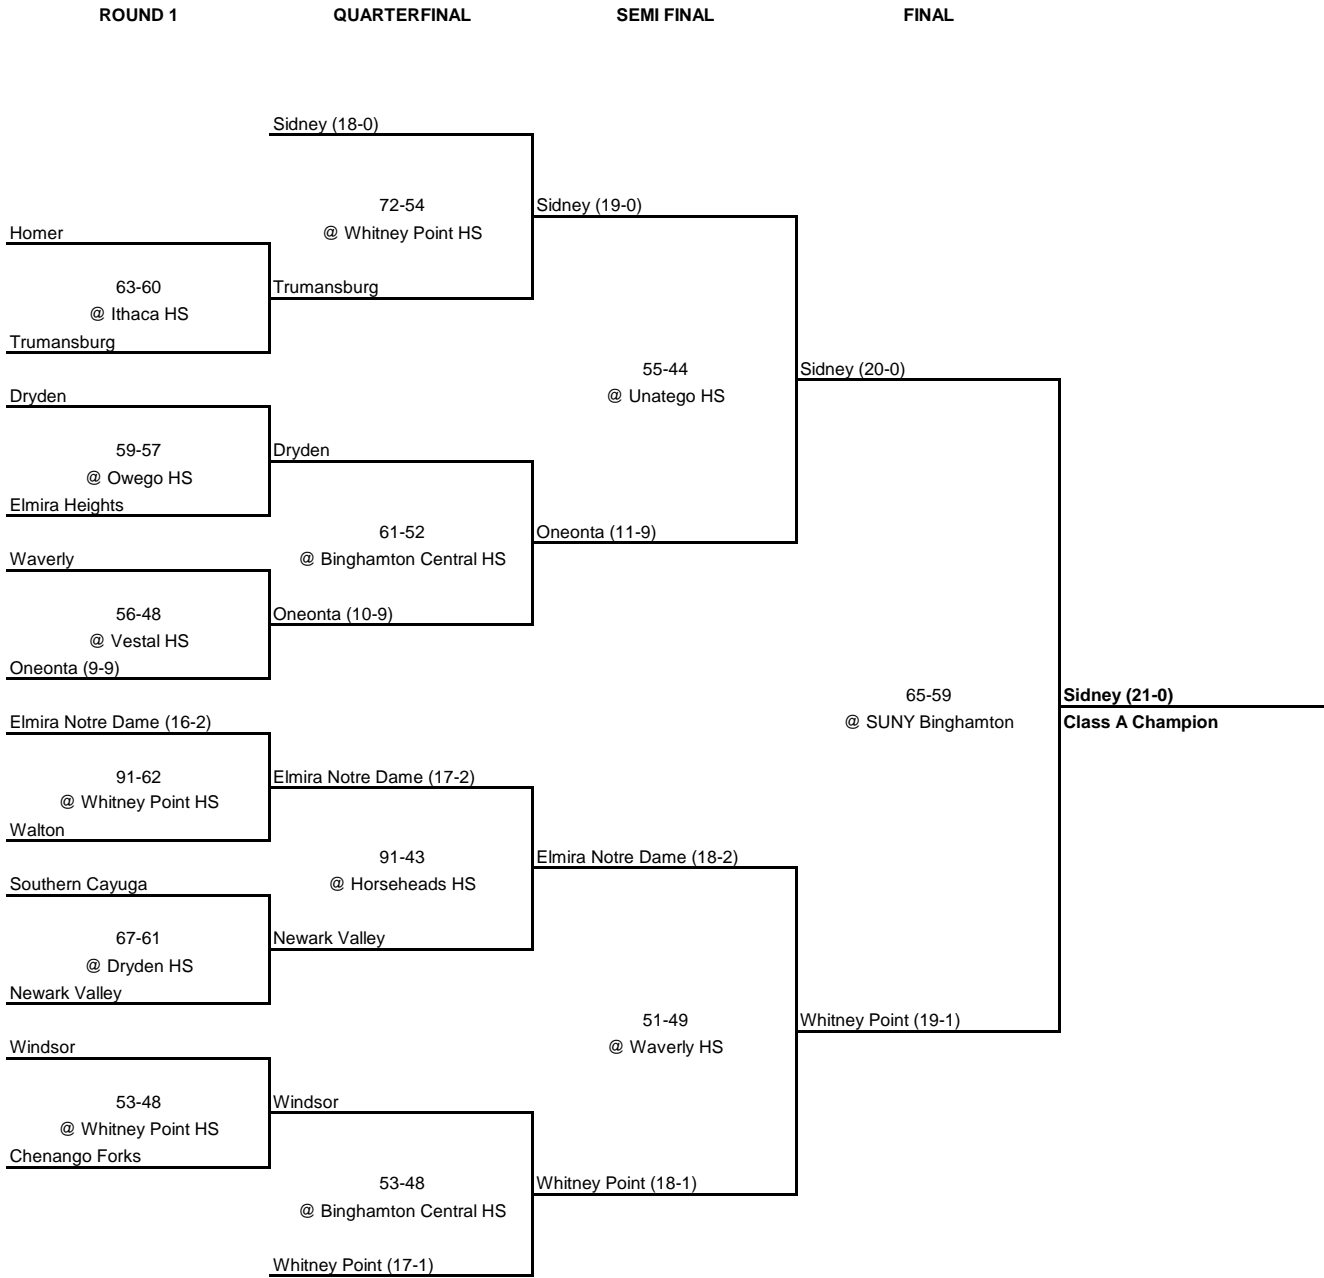 ROUND 1 QUARTERFINAL SEMI FINAL FINAL
Sidney (18-0)
72-54 Sidney (19-0)
Homer @ Whitney Point HS
63-60 Trumansburg
@ Ithaca HS
Trumansburg
55-44 Sidney (20-0)
Dryden @ Unatego HS
59-57 Dryden
@ Owego HS
Elmira Heights
61-52 Oneonta (11-9)
Waverly @ Binghamton Central HS
56-48 Oneonta (10-9)
@ Vestal HS
Oneonta (9-9)
65-59 Sidney (21-0)
Elmira Notre Dame (16-2) @ SUNY Binghamton Class A Champion
91-62 Elmira Notre Dame (17-2)
@ Whitney Point HS
Walton
91-43 Elmira Notre Dame (18-2)
Southern Cayuga @ Horseheads HS
67-61 Newark Valley
@ Dryden HS
Newark Valley
51-49 Whitney Point (19-1)
Windsor @ Waverly HS
53-48 Windsor
@ Whitney Point HS
Chenango Forks
53-48 Whitney Point (18-1)
@ Binghamton Central HS
Whitney Point (17-1)